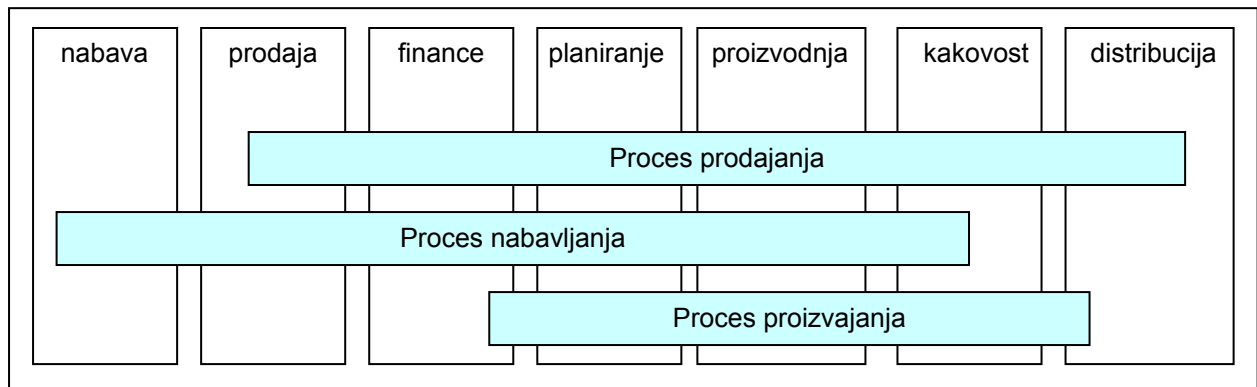 nabava
prodaja
finance
planiranje
proizvodnja
kakovost
distribucija
Proces prodajanja
Proces nabavljanja
Proces proizvajanja